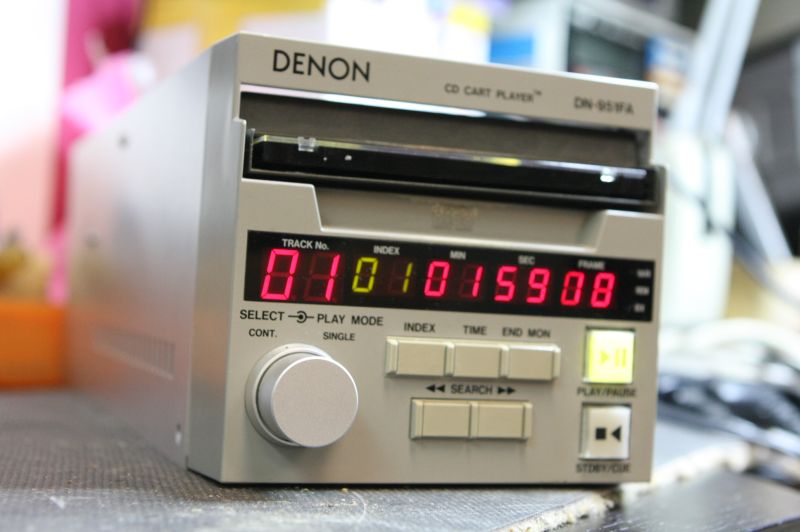 DENON
CD CART PLAYER™ DN-951FA
TRACK No. INDEX MIN SEC FRAME
01 01 01 59 08
SELECT PLAY MODE
CONT. SINGLE
INDEX TIME END MON
◀◀ SEARCH ▶▶
PLAY/PAUSE
STDBY/CUE